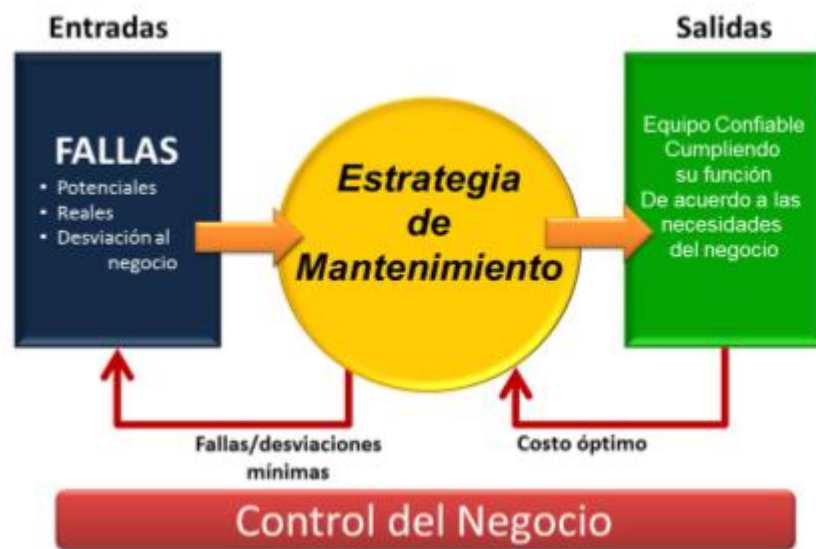 Entradas
Salidas
FALLAS
• Potenciales
• Reales
• Desviación al
negocio
Estrategia
de
Mantenimiento
Equipo Confiable
Cumpliendo
su función
De acuerdo a las
necesidades
del negocio
Fallas/desviaciones
mínimas
Costo óptimo
Control del Negocio